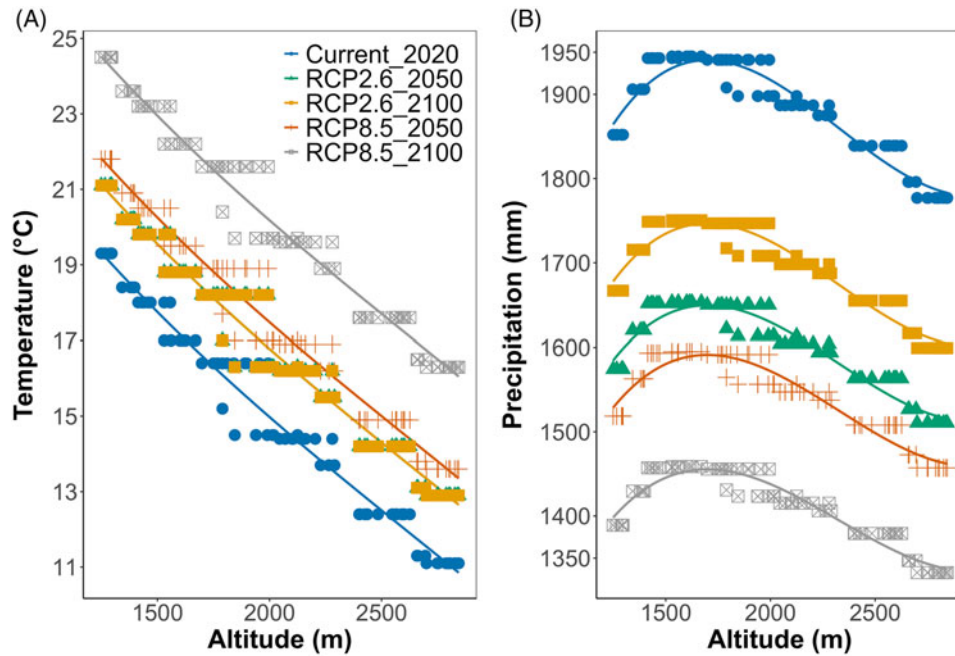 (A)
Temperature (°C)
25
23
21
19
17
15
13
11
Current_2020
RCP2.6_2050
RCP2.6_2100
RCP8.5_2050
RCP8.5_2100
1500 2000 2500
Altitude (m)
(B)
Precipitation (mm)
1950
1900
1800
1700
1600
1500
1400
1350
1500 2000 2500
Altitude (m)